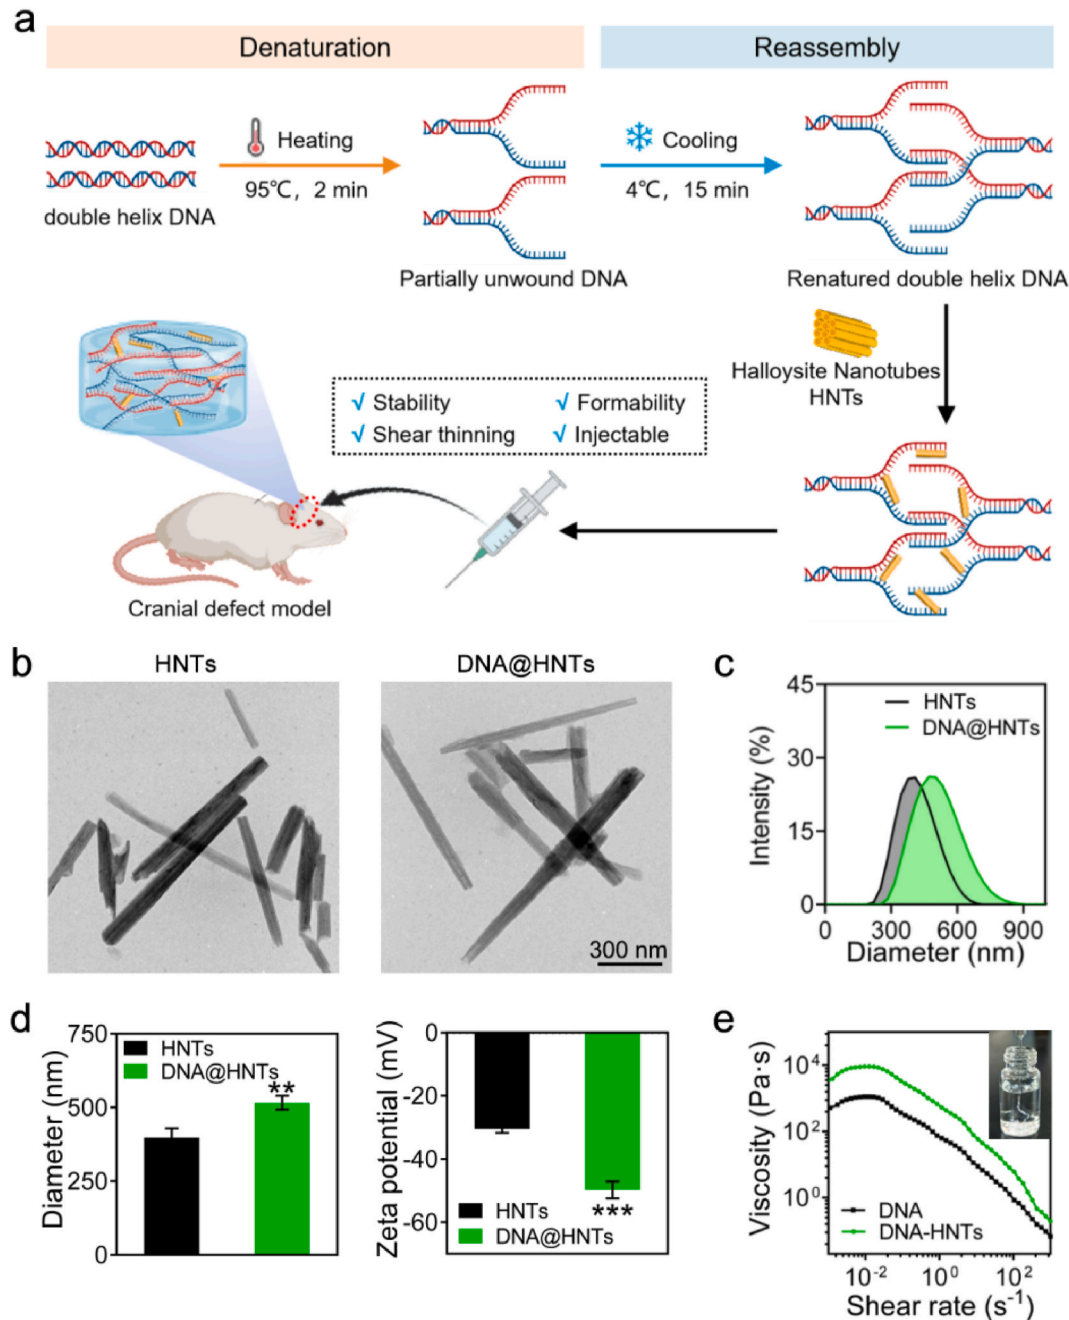 a
Denaturation
Reassembly
Heating
95℃, 2 min
Cooling
4℃, 15 min
double helix DNA
Partially unwound DNA
Renatured double helix DNA
Halloysite Nanotubes
HNTs
√ Stability
√ Formability
√ Shear thinning
√ Injectable
Cranial defect model
b
HNTs
DNA@HNTs
300 nm
c
45
30
15
0
Intensity (%)
HNTs
DNA@HNTs
0
300
600
900
Diameter (nm)
d
750
500
250
0
Diameter (nm)
HNTs
DNA@HNTs
**
0
-20
-40
-60
Zeta potential (mV)
HNTs
DNA@HNTs
***
e
10⁴
10²
10⁰
Viscosity (Pa·s)
DNA
DNA-HNTs
10⁻²
10⁰
10²
Shear rate (s⁻¹)